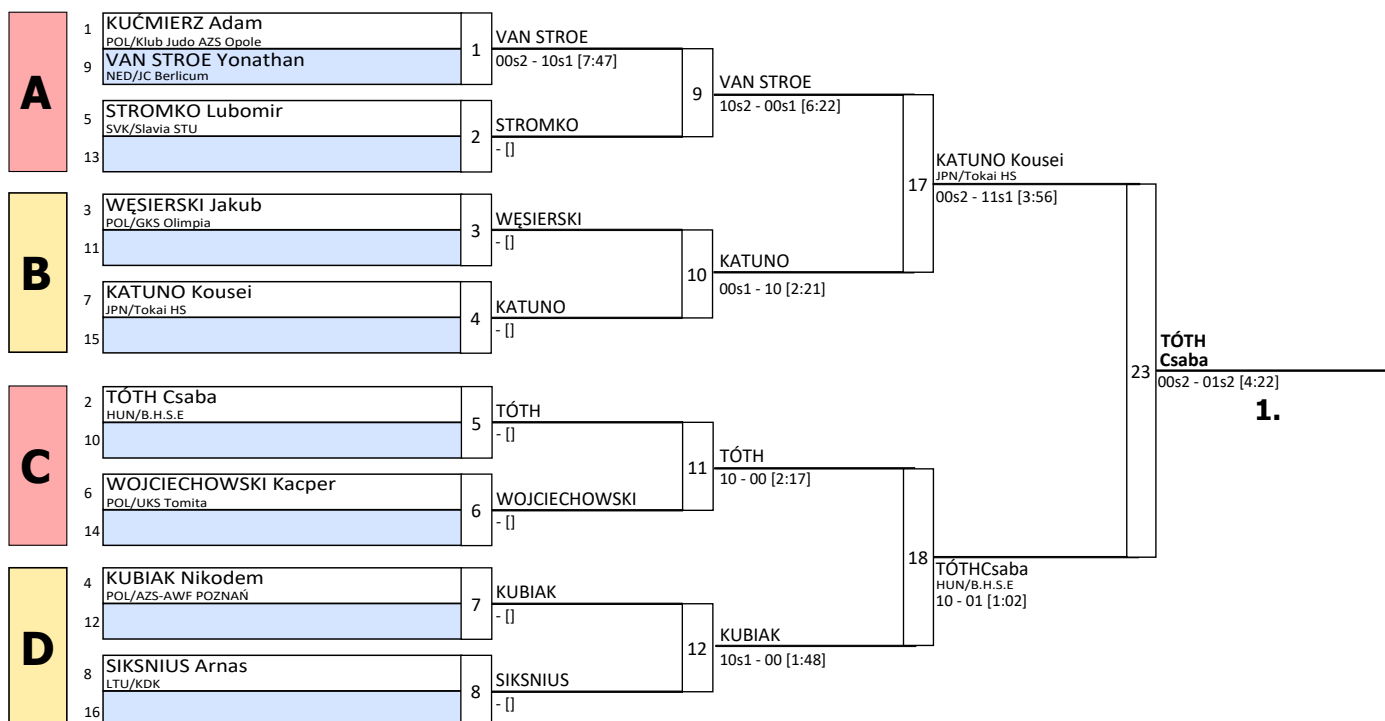 A
1
KUĆMIERZ Adam
POL/Klub Judo AZS Opole
9
VAN STROE Yonathan
NED/JC Berlicum
1
VAN STROE
00s2 - 10s1 [7:47]
5
STROMKO Lubomir
SVK/Slavia STU
13
2
STROMKO
- []
9
VAN STROE
10s2 - 00s1 [6:22]
B
3
WĘSIERSKI Jakub
POL/GKS Olimpia
11
3
WĘSIERSKI
- []
7
KATUNO Kousei
JPN/Tokai HS
15
4
KATUNO
- []
10
KATUNO
00s1 - 10 [2:21]
17
KATUNO Kousei
JPN/Tokai HS
00s2 - 11s1 [3:56]
C
2
TÓTH Csaba
HUN/B.H.S.E
10
5
TÓTH
- []
6
WOJCIECHOWSKI Kacper
POL/UKS Tomita
14
6
WOJCIECHOWSKI
- []
11
TÓTH
10 - 00 [2:17]
D
4
KUBIAK Nikodem
POL/AZS-AWF POZNAŃ
12
7
KUBIAK
- []
8
SIKSNIUS Arnas
LTU/KDK
16
8
SIKSNIUS
- []
12
KUBIAK
10s1 - 00 [1:48]
18
TÓTHCsaba
HUN/B.H.S.E
10 - 01 [1:02]
23
TÓTH
Csaba
00s2 - 01s2 [4:22]
1.